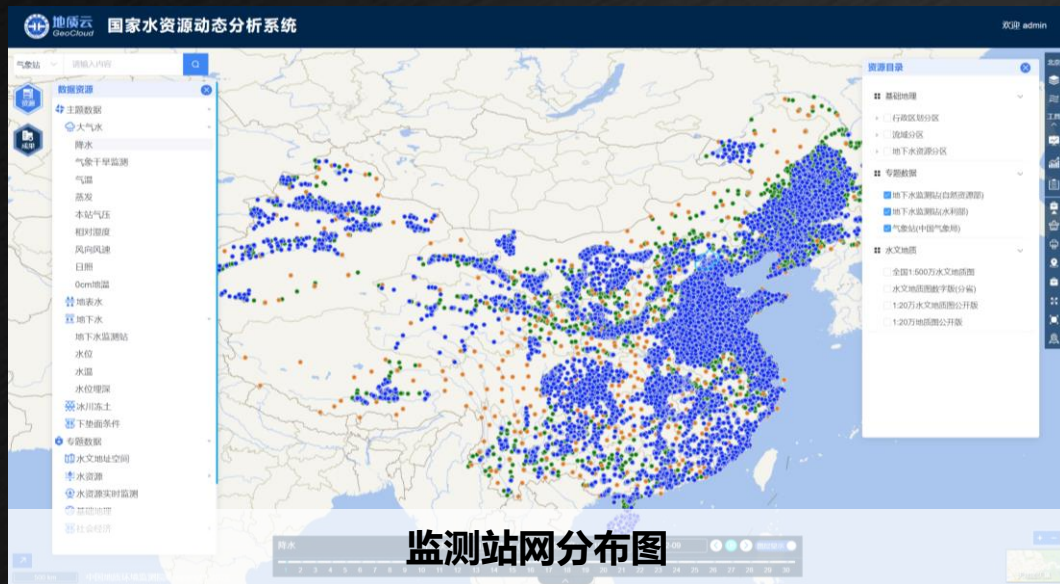 地质云
GeoCloud
国家水资源动态分析系统
欢迎 admin
气象站
请输入内容
数据资源
主题数据
大气水
降水
气象干旱监测
气温
蒸发
本站气压
相对湿度
风向风速
日照
0cm地温
地表水
地下水
地下水监测站
水位
水温
水位埋深
冰川冻土
下垫面条件
专题数据
水文地址空间
水资源
水资源实时监测
基础地理
社会经济
资源目录
基础地理
行政区划分区
流域分区
地下水资源分区
专题数据
地下水监测站(自然资源部)
地下水监测站(水利部)
气象站(中国气象局)
水文地质
全国1:500万水文地质图
水文地质图数字版(分省)
1:20万水文地质图公开版
1:20万地质图公开版
降水
监测站网分布图